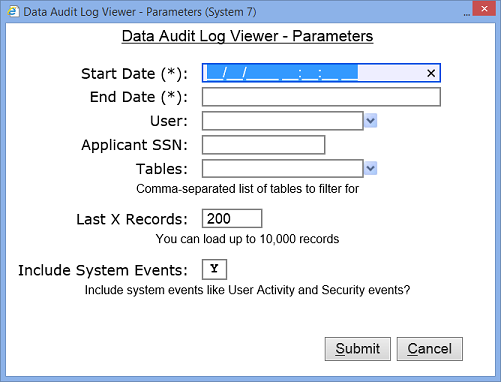 Data Audit Log Viewer - Parameters (System 7)
Data Audit Log Viewer - Parameters
Start Date (*): __/__/____ __:__:__ __
End Date (*):
User:
Applicant SSN:
Tables:
Comma-separated list of tables to filter for
Last X Records: 200
You can load up to 10,000 records
Include System Events: Y
Include system events like User Activity and Security events?
Submit Cancel